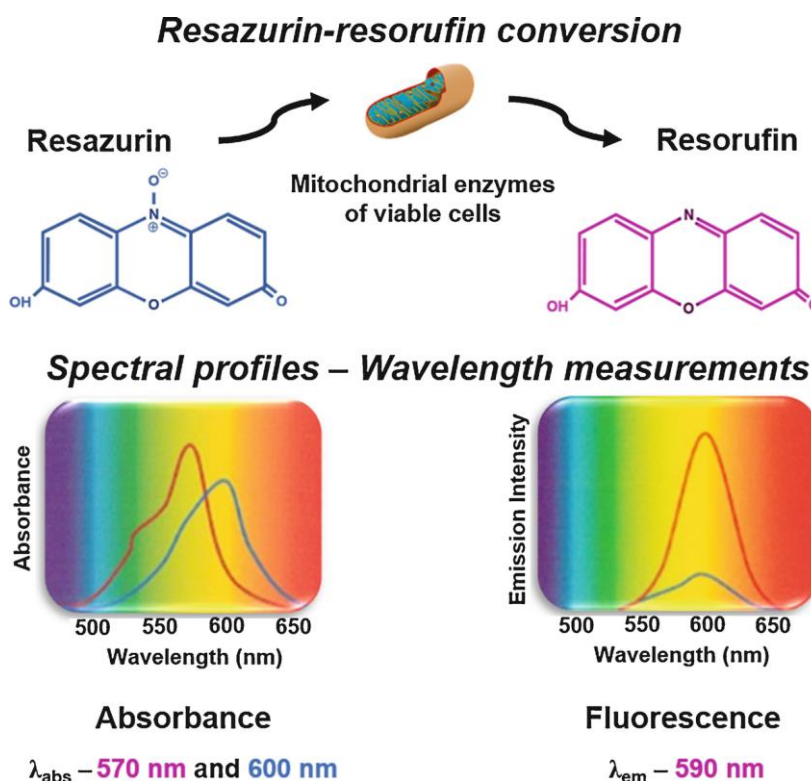 Resazurin-resorufin conversion
Resazurin
Resorufin
Mitochondrial enzymes
of viable cells
O⊖
N
⊕
OH
O
O
N
OH
O
O
Spectral profiles – Wavelength measurements
Absorbance
500 550 600 650
Wavelength (nm)
Emission Intensity
500 550 600 650
Wavelength (nm)
Absorbance
λabs – 570 nm and 600 nm
Fluorescence
λem – 590 nm